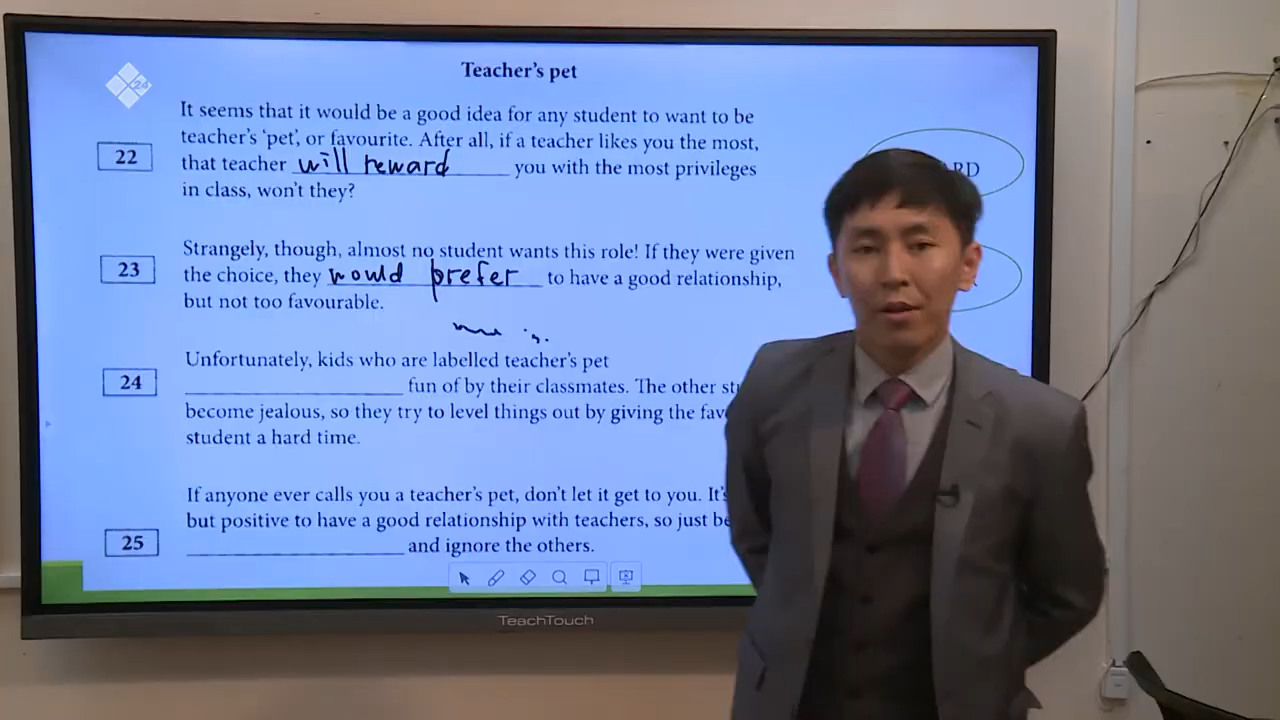 24
Teacher's pet
It seems that it would be a good idea for any student to want to be
teacher's 'pet', or favourite. After all, if a teacher likes you the most,
22 that teacher will reward you with the most privileges
in class, won't they?
Strangely, though, almost no student wants this role! If they were given
23 the choice, they would prefer to have a good relationship,
but not too favourable.
Unfortunately, kids who are labelled teacher's pet
24 fun of by their classmates. The other
become jealous, so they try to level things out by giving the
student a hard time.
If anyone ever calls you a teacher's pet, don't let it get to you. It's
but positive to have a good relationship with teachers, so just be
25 and ignore the others.
TeachTouch